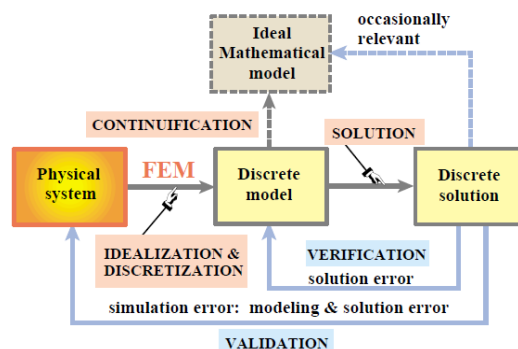 occasionally
relevant
Ideal
Mathematical
model
CONTINUIFICATION
SOLUTION
Physical
system
FEM
Discrete
model
Discrete
solution
IDEALIZATION &
DISCRETIZATION
VERIFICATION
solution error
simulation error: modeling & solution error
VALIDATION